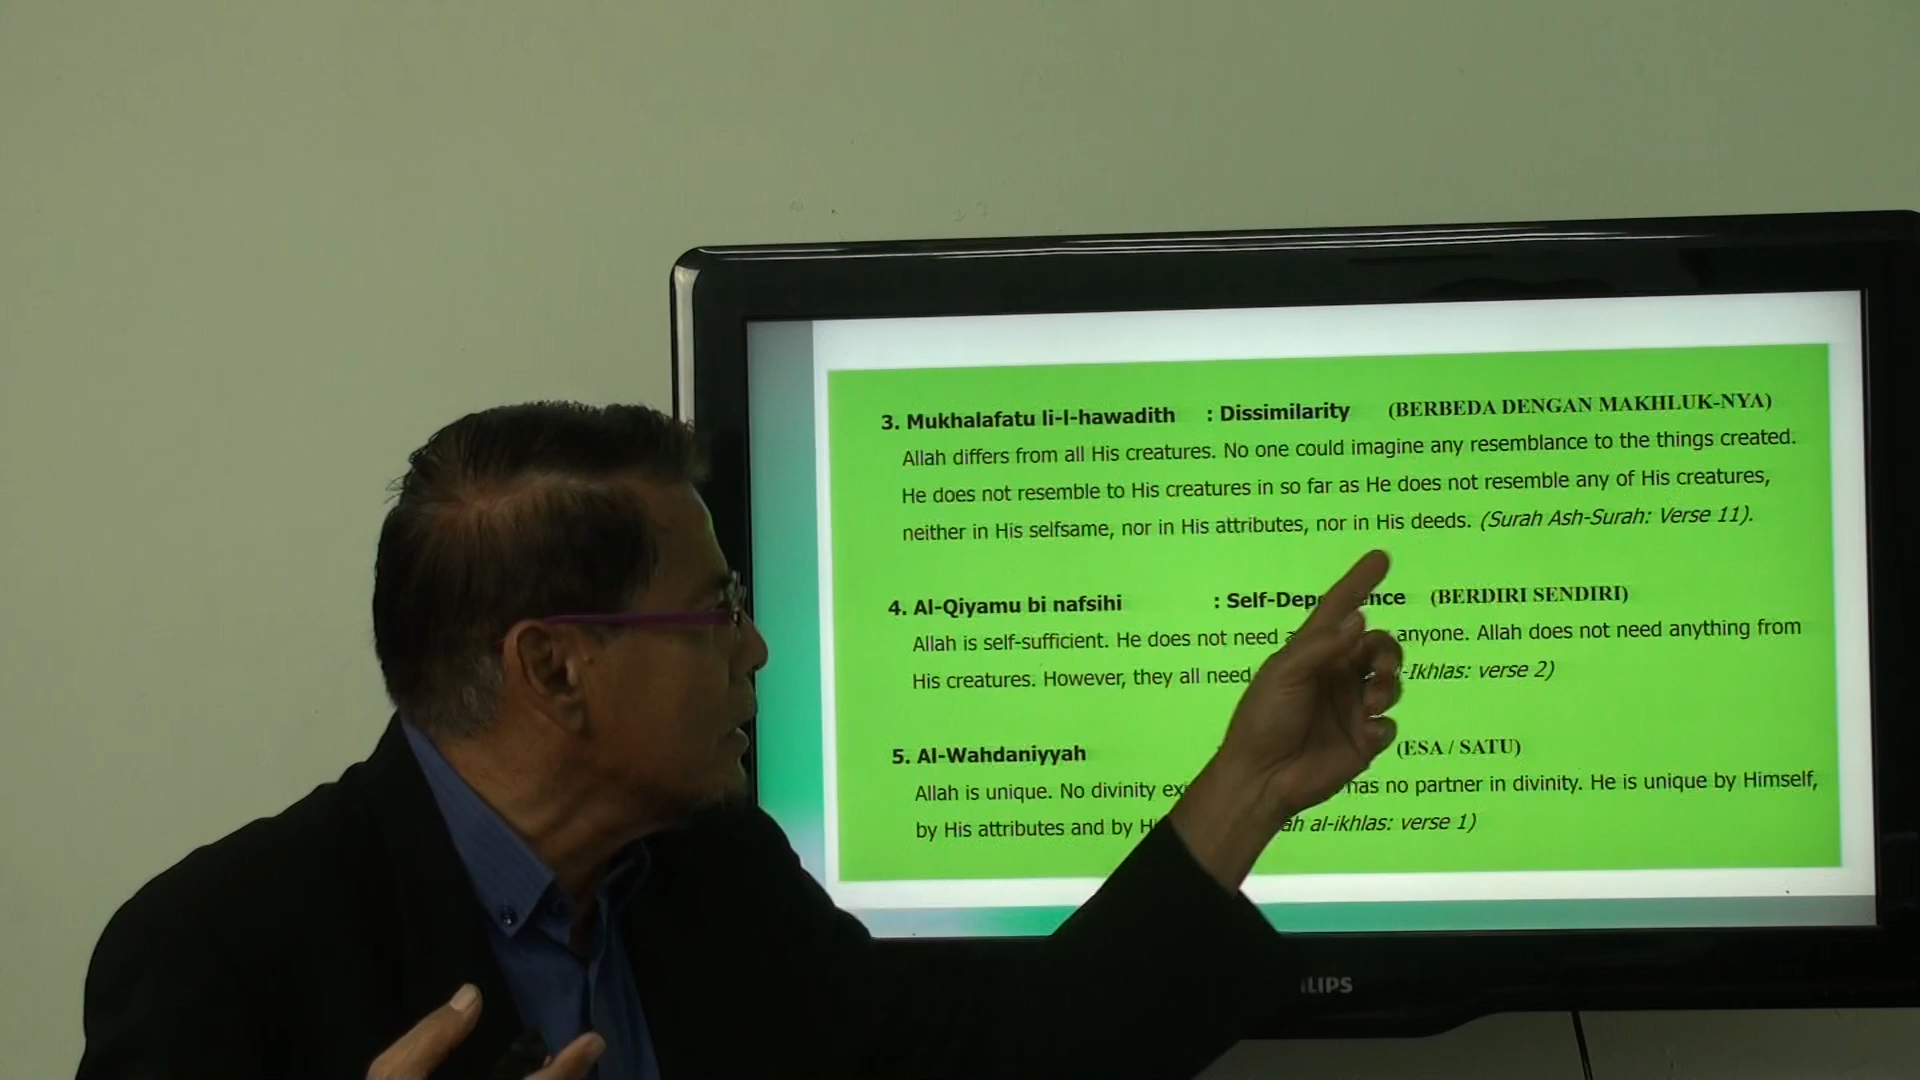 3. Mukhalafatu li-l-hawadith : Dissimilarity (BERBEDA DENGAN MAKHLUK-NYA)
Allah differs from all His creatures. No one could imagine any resemblance to the things created.
He does not resemble to His creatures in so far as He does not resemble any of His creatures,
neither in His selfsame, nor in His attributes, nor in His deeds. (Surah Ash-Surah: Verse 11).
4. Al-Qiyamu bi nafsihi : (BERDIRI SENDIRI)
Allah is self-sufficient. He does not need anyone. Allah does not need anything from
His creatures. However, they all need -Ikhlas: verse 2)
5. Al-Wahdaniyyah (ESA / SATU)
Allah is unique. No divinity has no partner in divinity. He is unique by Himself,
by His attributes and by al-ikhlas: verse 1)